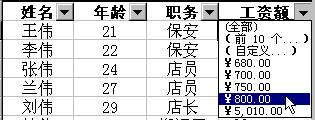 姓名 年龄 职务 工资额
王伟 21 保安 (全部)
(前 10 个...)
李伟 22 保安 (自定义...)
¥680.00
张伟 24 店员 ¥700.00
¥750.00
兰伟 27 店员 ¥800.00
刘伟 29 店长 ¥5,010.00